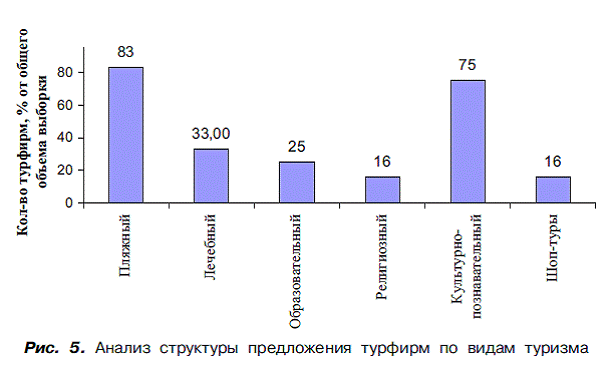 Кол-во турфирм, % от общего
объема выборки
80
60
40
20
0
83
33,00
25
16
75
16
Пляжный
Лечебный
Образовательный
Религиозный
Культурно-
познавательный
Шоп-туры
Рис. 5. Анализ структуры предложения турфирм по видам туризма